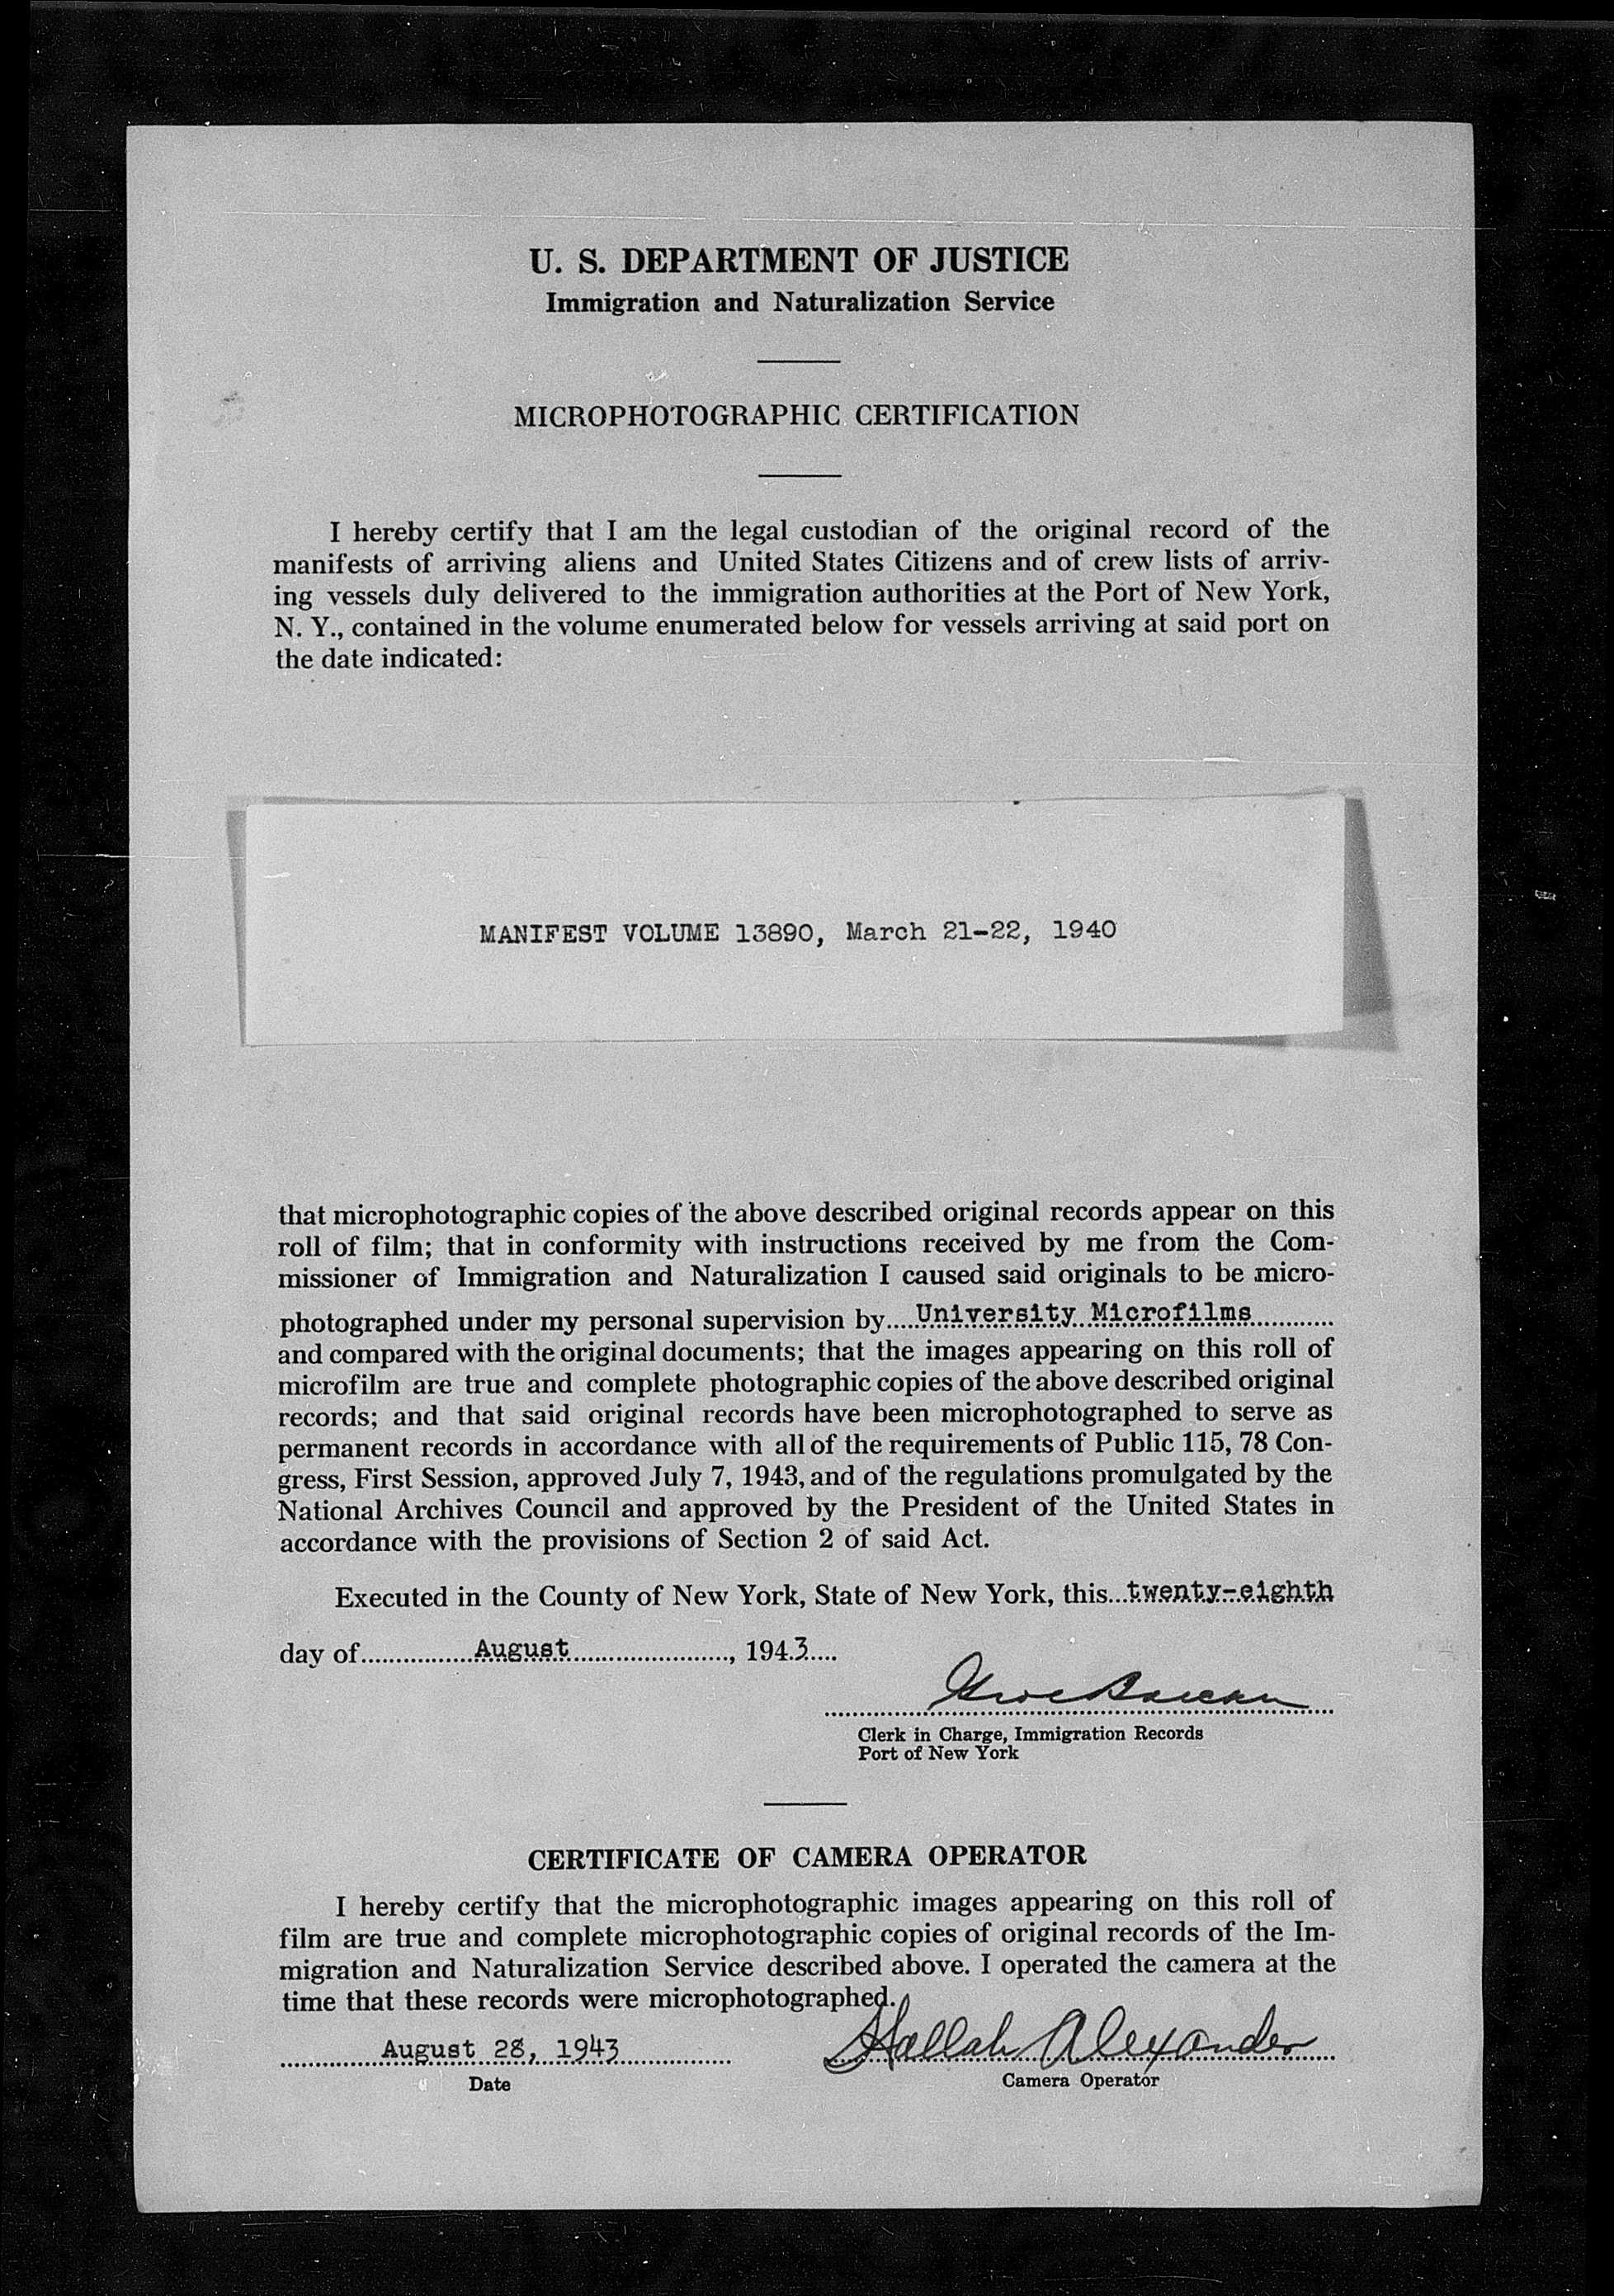 U. S. DEPARTMENT OF JUSTICE
Immigration and Naturalization Service
MICROPHOTOGRAPHIC CERTIFICATION
I hereby certify that I am the legal custodian of the original record of the
manifests of arriving aliens and United States Citizens and of crew lists of arriv-
ing vessels duly delivered to the immigration authorities at the Port of New York,
N. Y., contained in the volume enumerated below for vessels arriving at said port on
the date indicated:
MANIFEST VOLUME 13890, March 21-22, 1940
that microphotographic copies of the above described original records appear on this
roll of film; that in conformity with instructions received by me from the Com-
missioner of Immigration and Naturalization I caused said originals to be micro-
photographed under my personal supervision by University Microfilms
and compared with the original documents; that the images appearing on this roll of
microfilm are true and complete photographic copies of the above described original
records; and that said original records have been microphotographed to serve as
permanent records in accordance with all of the requirements of Public 115, 78 Con-
gress, First Session, approved July 7, 1943, and of the regulations promulgated by the
National Archives Council and approved by the President of the United States in
accordance with the provisions of Section 2 of said Act.
Executed in the County of New York, State of New York, this twenty-eighth
day of August, 1943
Clerk in Charge, Immigration Records
Port of New York
CERTIFICATE OF CAMERA OPERATOR
I hereby certify that the microphotographic images appearing on this roll of
film are true and complete microphotographic copies of original records of the Im-
migration and Naturalization Service described above. I operated the camera at the
time that these records were microphotographed.
August 28, 1943 Hallah Alexander
Date Camera Operator